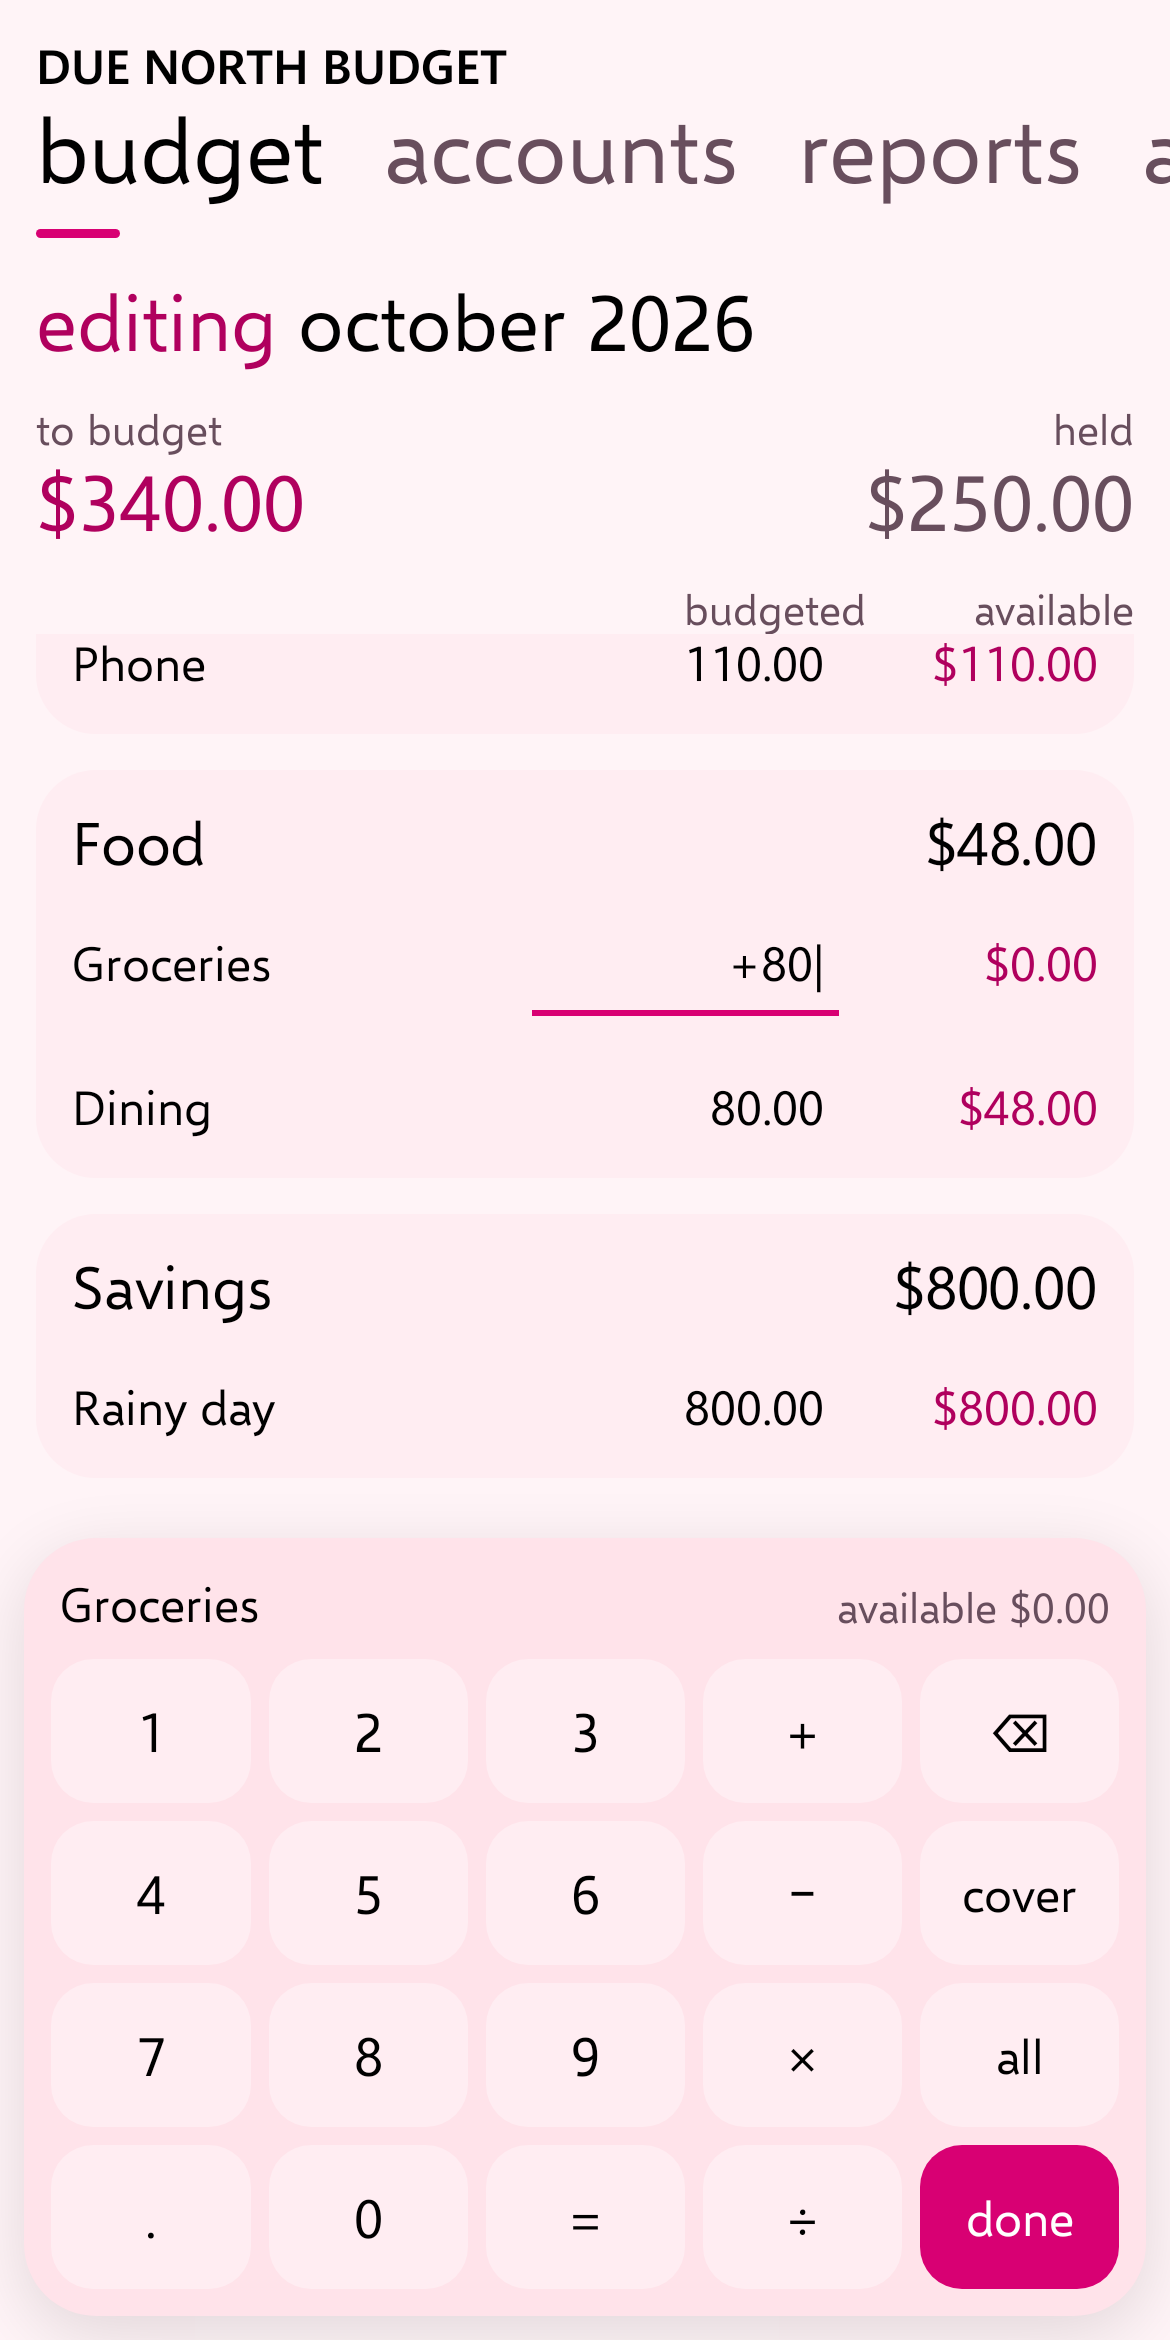 DUE NORTH BUDGET
budget accounts reports a
editing october 2026
to budget held
$340.00 $250.00
budgeted available
Phone 110.00 $110.00
Food $48.00
Groceries +80 $0.00
Dining 80.00 $48.00
Savings $800.00
Rainy day 800.00 $800.00
Groceries available $0.00
1 2 3 +
4 5 6 − cover
7 8 9 × all
. 0 = ÷ done